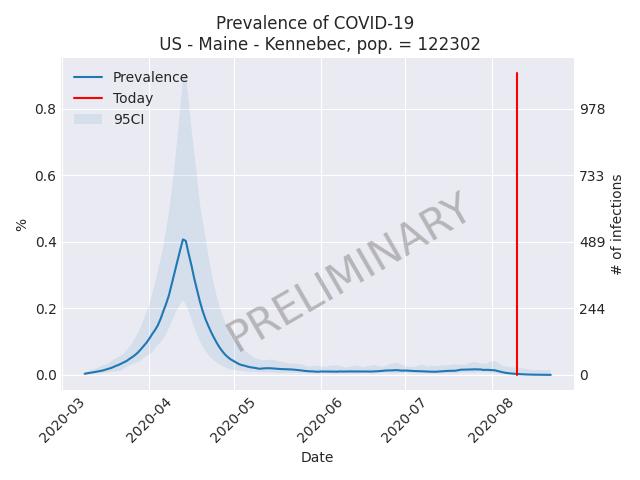 Prevalence of COVID-19
US - Maine - Kennebec, pop. = 122302
Prevalence
Today
95CI
0.8
0.6
0.4
0.2
0.0
%
978
733
489
244
0
# of infections
PRELIMINARY
2020-03
2020-04
2020-05
2020-06
2020-07
2020-08
Date